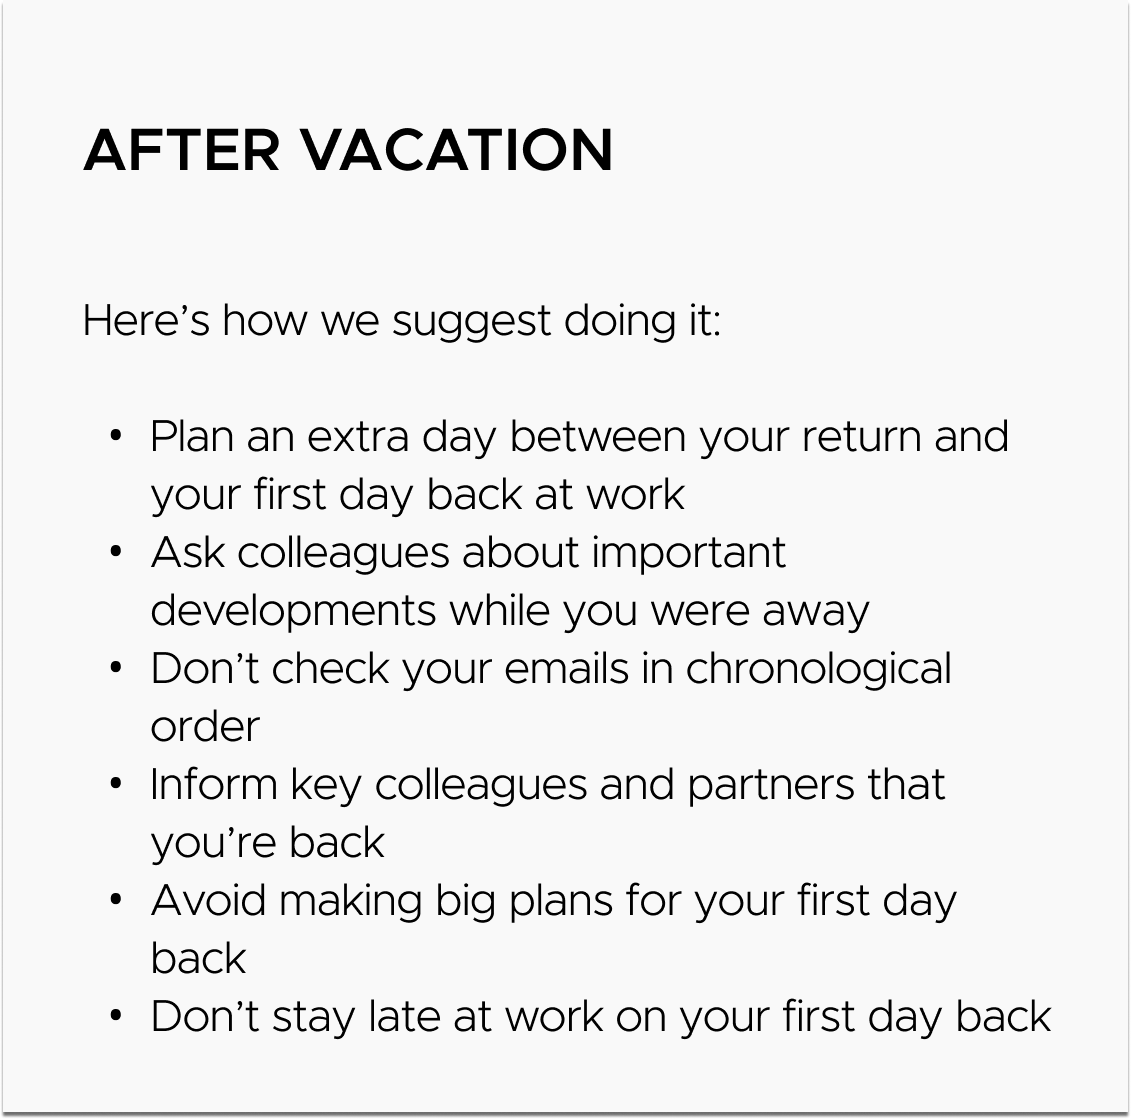 AFTER VACATION
Here’s how we suggest doing it:
• Plan an extra day between your return and
your first day back at work
• Ask colleagues about important
developments while you were away
• Don’t check your emails in chronological
order
• Inform key colleagues and partners that
you’re back
• Avoid making big plans for your first day
back
• Don’t stay late at work on your first day back